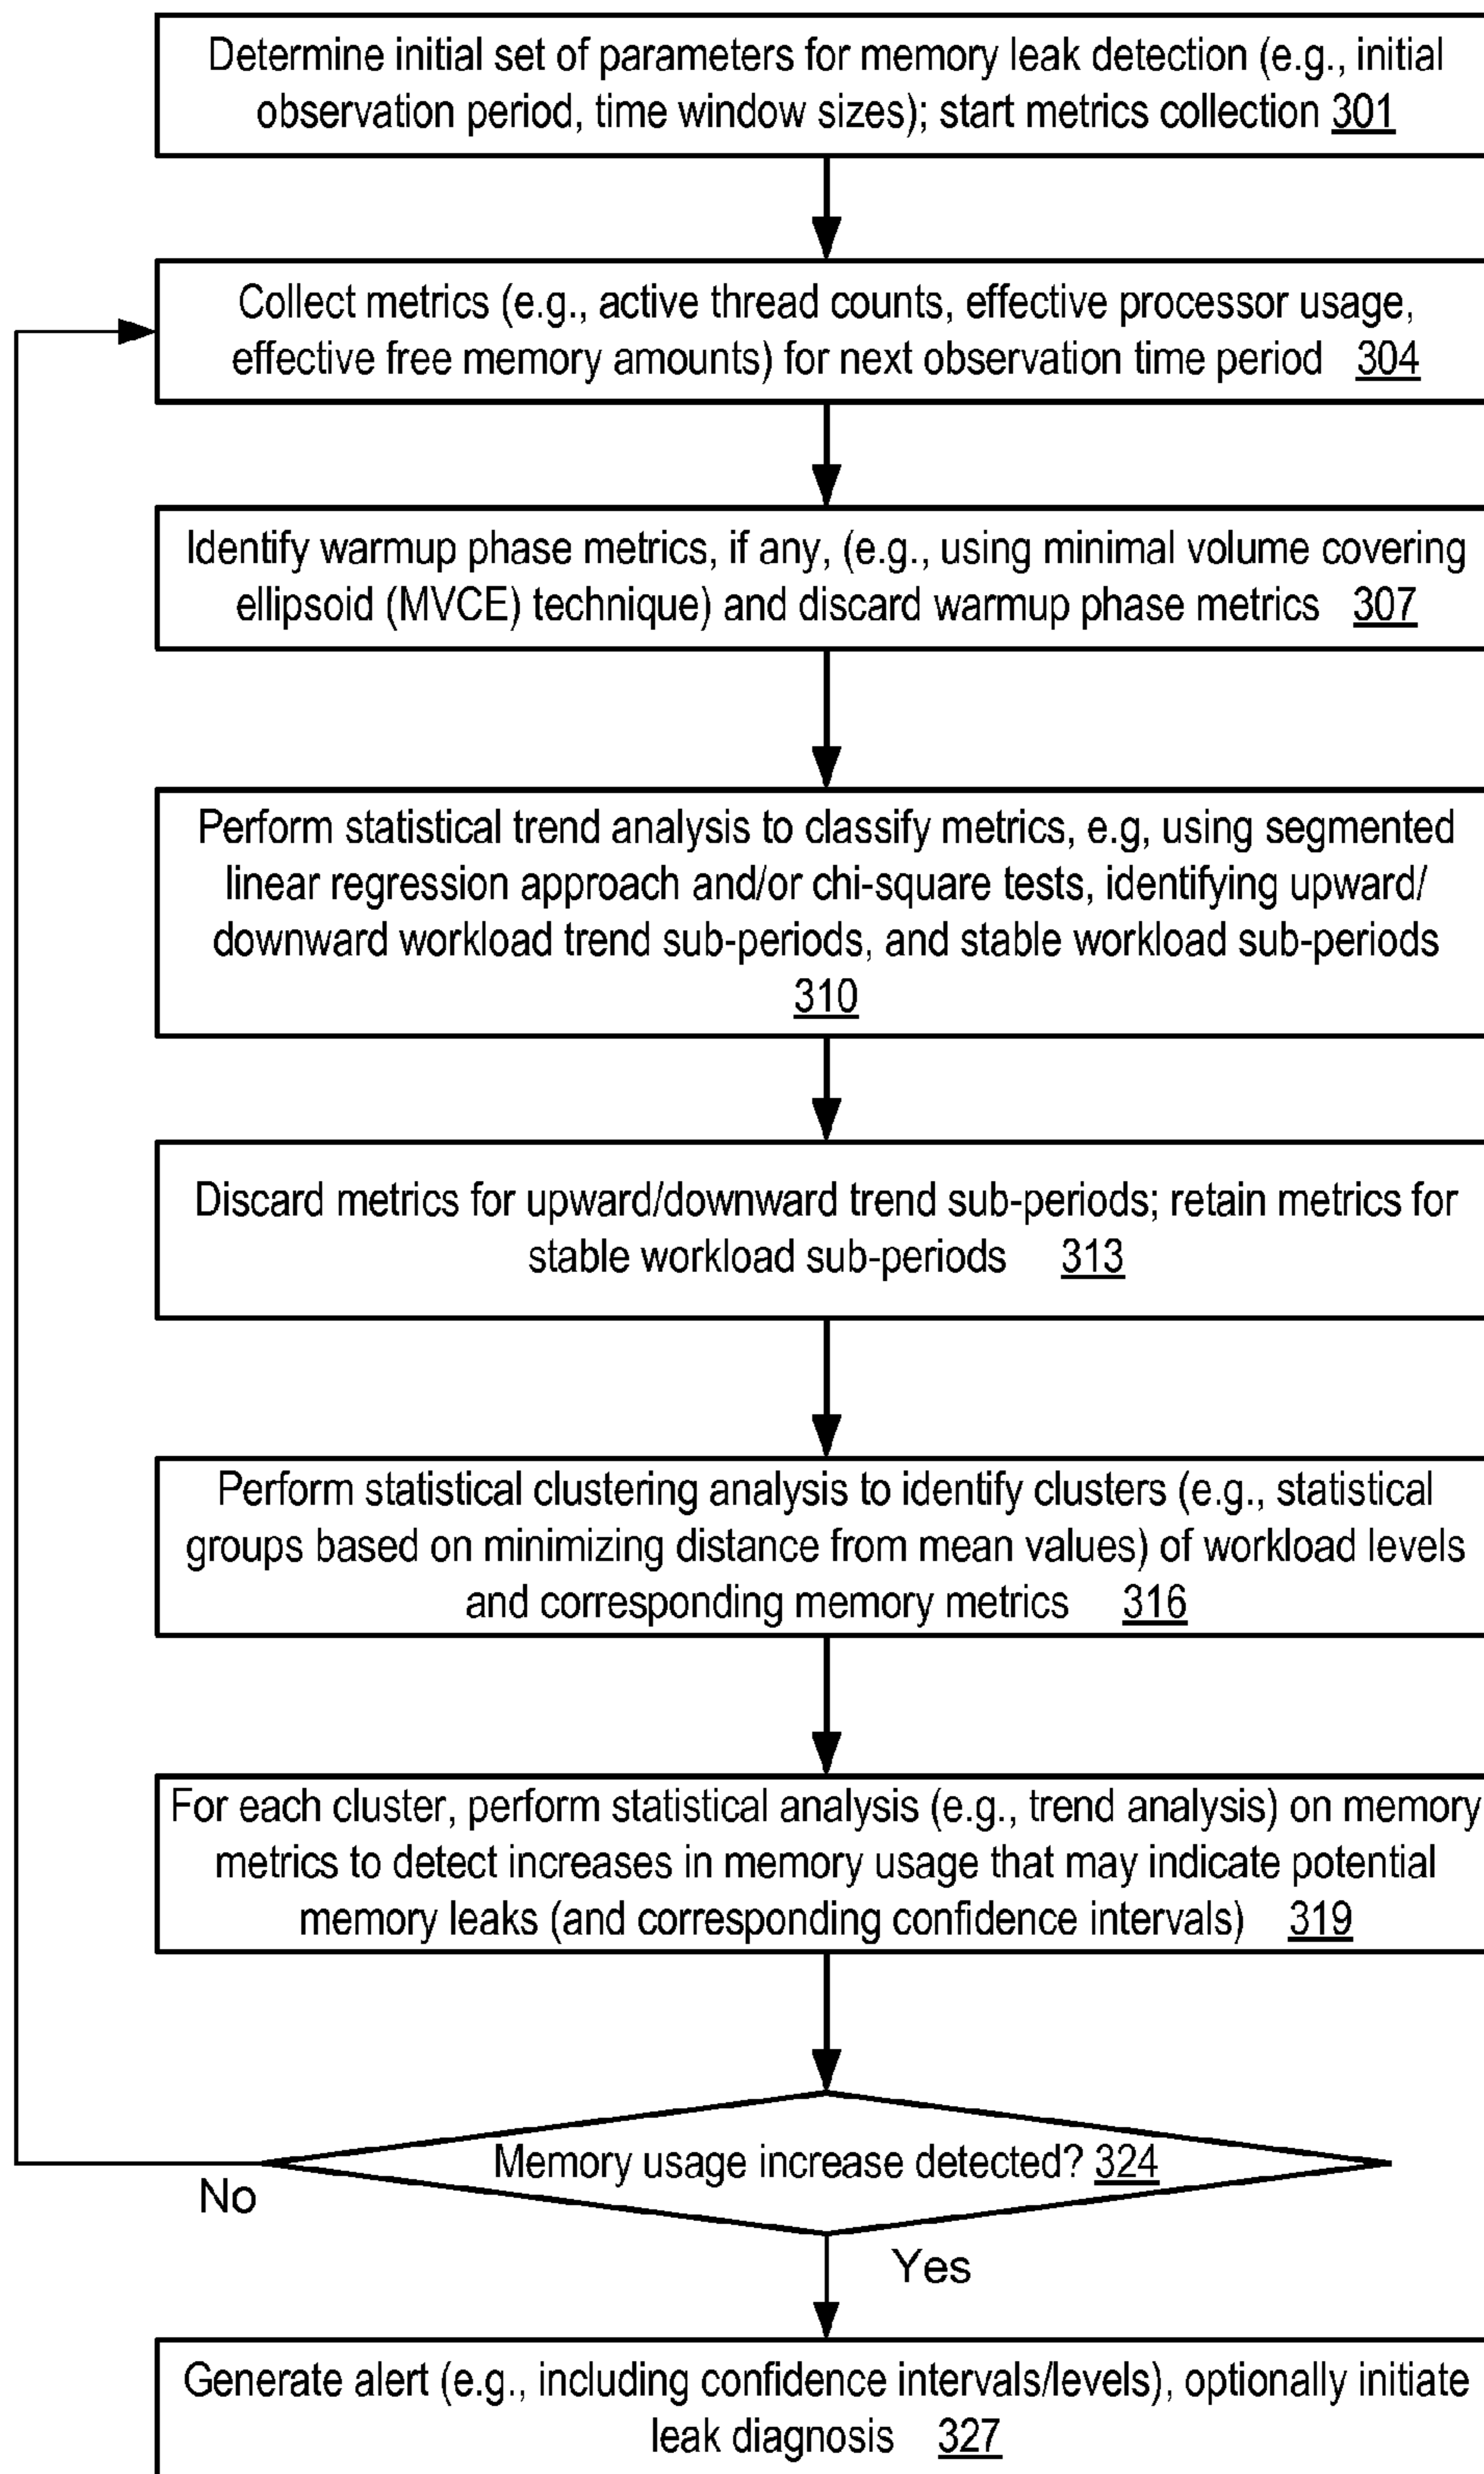 Determine initial set of parameters for memory leak detection (e.g., initial
observation period, time window sizes); start metrics collection 301
Collect metrics (e.g., active thread counts, effective processor usage,
effective free memory amounts) for next observation time period 304
Identify warmup phase metrics, if any, (e.g., using minimal volume covering
ellipsoid (MVCE) technique) and discard warmup phase metrics 307
Perform statistical trend analysis to classify metrics, e.g, using segmented
linear regression approach and/or chi-square tests, identifying upward/
downward workload trend sub-periods, and stable workload sub-periods
310
Discard metrics for upward/downward trend sub-periods; retain metrics for
stable workload sub-periods 313
Perform statistical clustering analysis to identify clusters (e.g., statistical
groups based on minimizing distance from mean values) of workload levels
and corresponding memory metrics 316
For each cluster, perform statistical analysis (e.g., trend analysis) on memory
metrics to detect increases in memory usage that may indicate potential
memory leaks (and corresponding confidence intervals) 319
Memory usage increase detected? 324
No
Yes
Generate alert (e.g., including confidence intervals/levels), optionally initiate
leak diagnosis 327